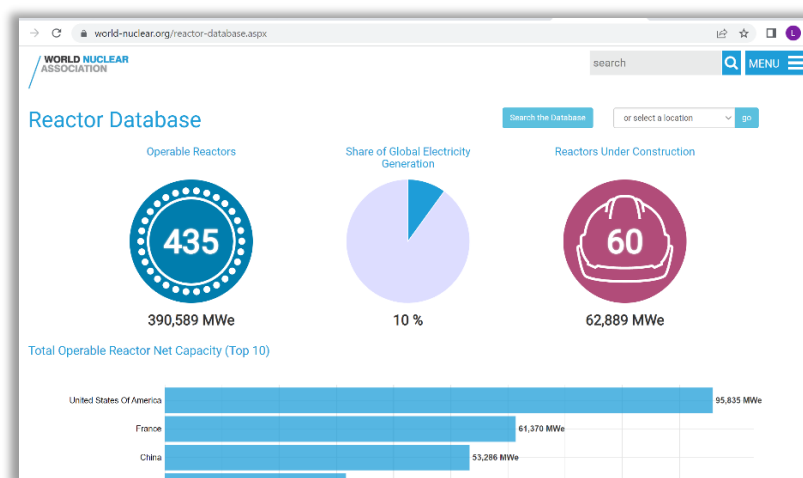 world-nuclear.org/reactor-database.aspx
L
WORLD NUCLEAR
ASSOCIATION
search
MENU
Reactor Database
Search the Database
or select a location
go
Operable Reactors
Share of Global Electricity
Generation
Reactors Under Construction
435
60
390,589 MWe
10 %
62,889 MWe
Total Operable Reactor Net Capacity (Top 10)
United States Of America
95,835 MWe
France
61,370 MWe
China
53,286 MWe